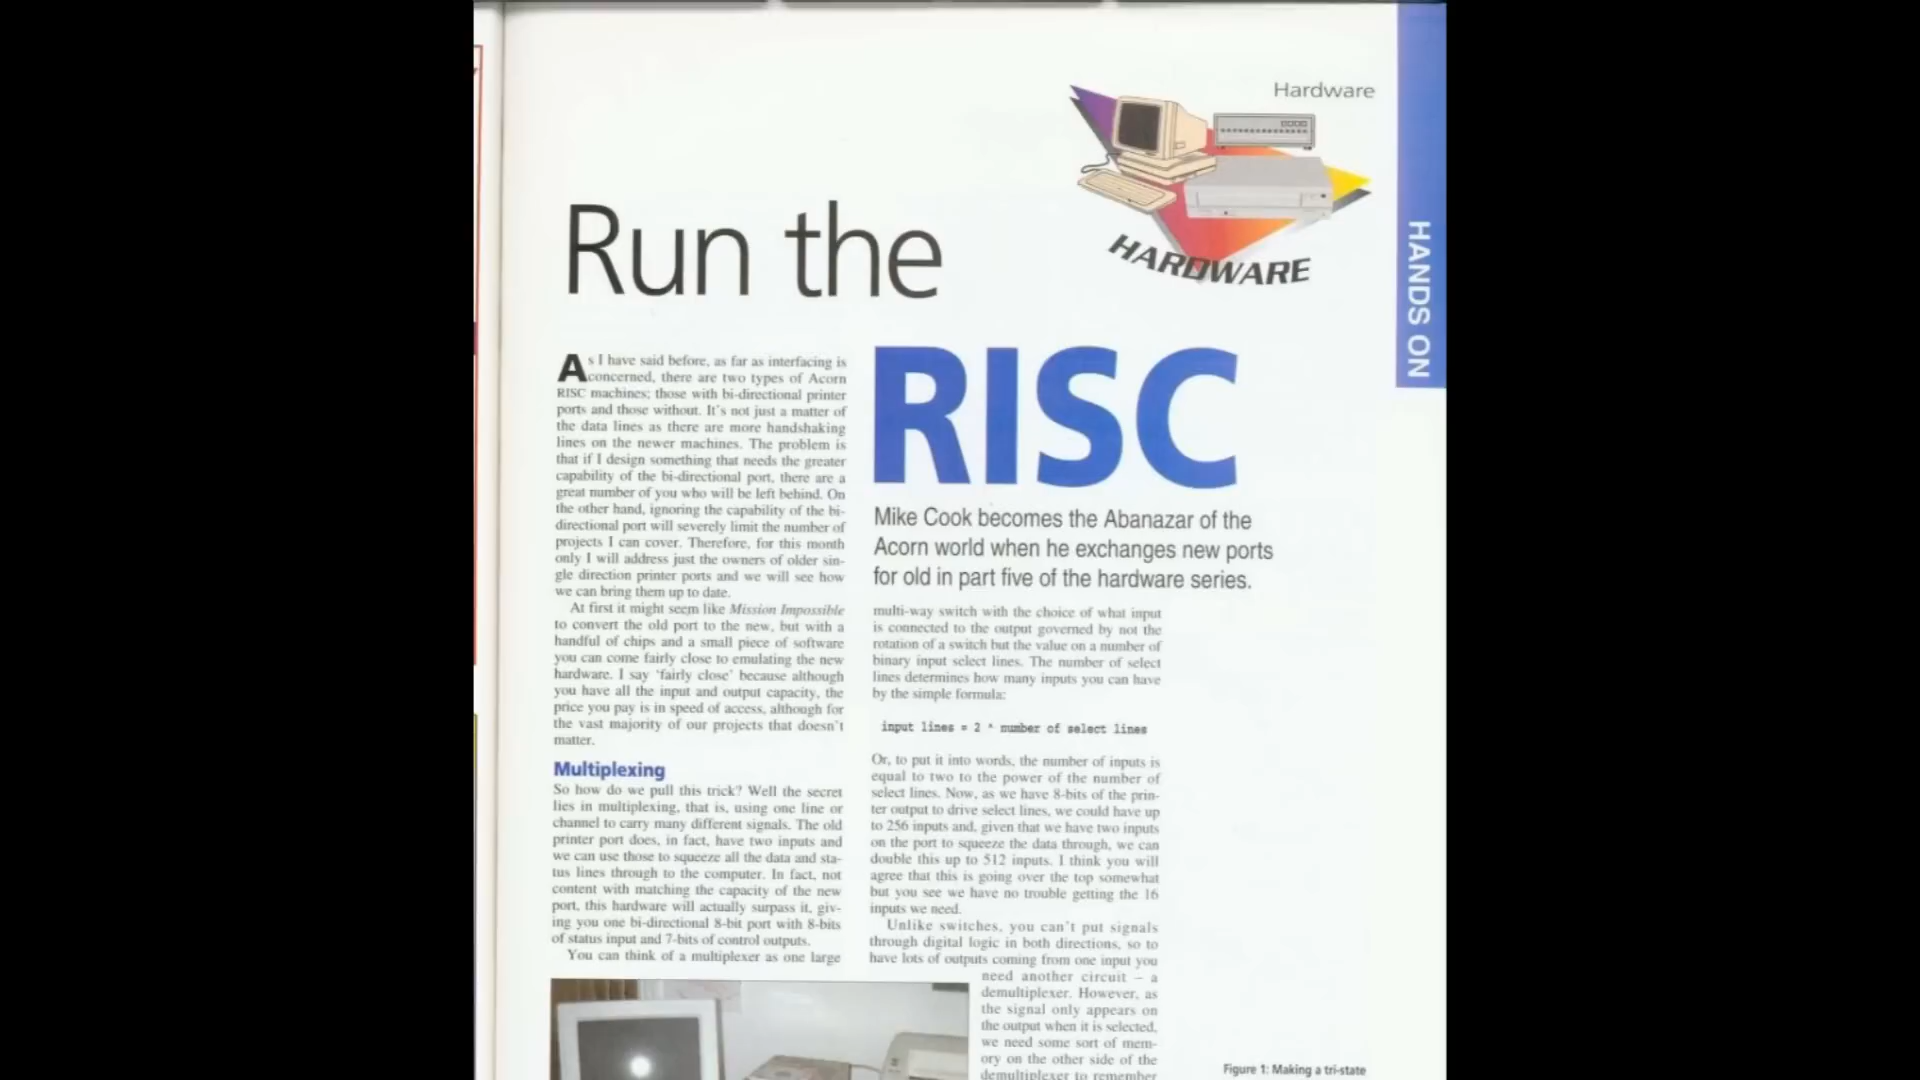 Hardware
HARDWARE
HANDS ON
Run the
RISC
Mike Cook becomes the Abanazar of the
Acorn world when he exchanges new ports
for old in part five of the hardware series.
As I have said before, as far as interfacing is
concerned, there are two types of Acorn
RISC machines; those with bi-directional printer
ports and those without. It's not just a matter of
the data lines as there are more handshaking
lines on the newer machines. The problem is
that if I design something that needs the greater
capability of the bi-directional port, there are a
great number of you who will be left behind. On
the other hand, ignoring the capability of the bi-
directional port will severely limit the number of
projects I can cover. Therefore, for this month
only I will address just the owners of older sin-
gle direction printer ports and we will see how
we can bring them up to date.
At first it might seem like Mission Impossible
to convert the old port to the new, but with a
handful of chips and a small piece of software
you can come fairly close to emulating the new
hardware. I say 'fairly close' because although
you have all the input and output capacity, the
price you pay is in speed of access, although for
the vast majority of our projects that doesn't
matter.
Multiplexing
So how do we pull this trick? Well the secret
lies in multiplexing, that is, using one line or
channel to carry many different signals. The old
printer port does, in fact, have two inputs and
we can use those to squeeze all the data and sta-
tus lines through to the computer. In fact, not
content with matching the capacity of the new
port, this hardware will actually surpass it, giv-
ing you one bi-directional 8-bit port with 8-bits
of status input and 7-bits of control outputs.
You can think of a multiplexer as one large
multi-way switch with the choice of what input
is connected to the output governed by not the
rotation of a switch but the value on a number of
binary input select lines. The number of select
lines determines how many inputs you can have
by the simple formula:
input lines = 2 ^ number of select lines
Or, to put it into words, the number of inputs is
equal to two to the power of the number of
select lines. Now, as we have 8-bits of the prin-
ter output to drive select lines, we could have up
to 256 inputs and, given that we have two inputs
on the port to squeeze the data through, we can
double this up to 512 inputs. I think you will
agree that this is going over the top somewhat
but you see we have no trouble getting the 16
inputs we need.
Unlike switches, you can't put signals
through digital logic in both directions, so to
have lots of outputs coming from one input you
need another circuit – a
demultiplexer. However, as
the signal only appears on
the output when it is selected,
we need some sort of mem-
ory on the other side of the
demultiplexer to remember
Figure 1: Making a tri-state